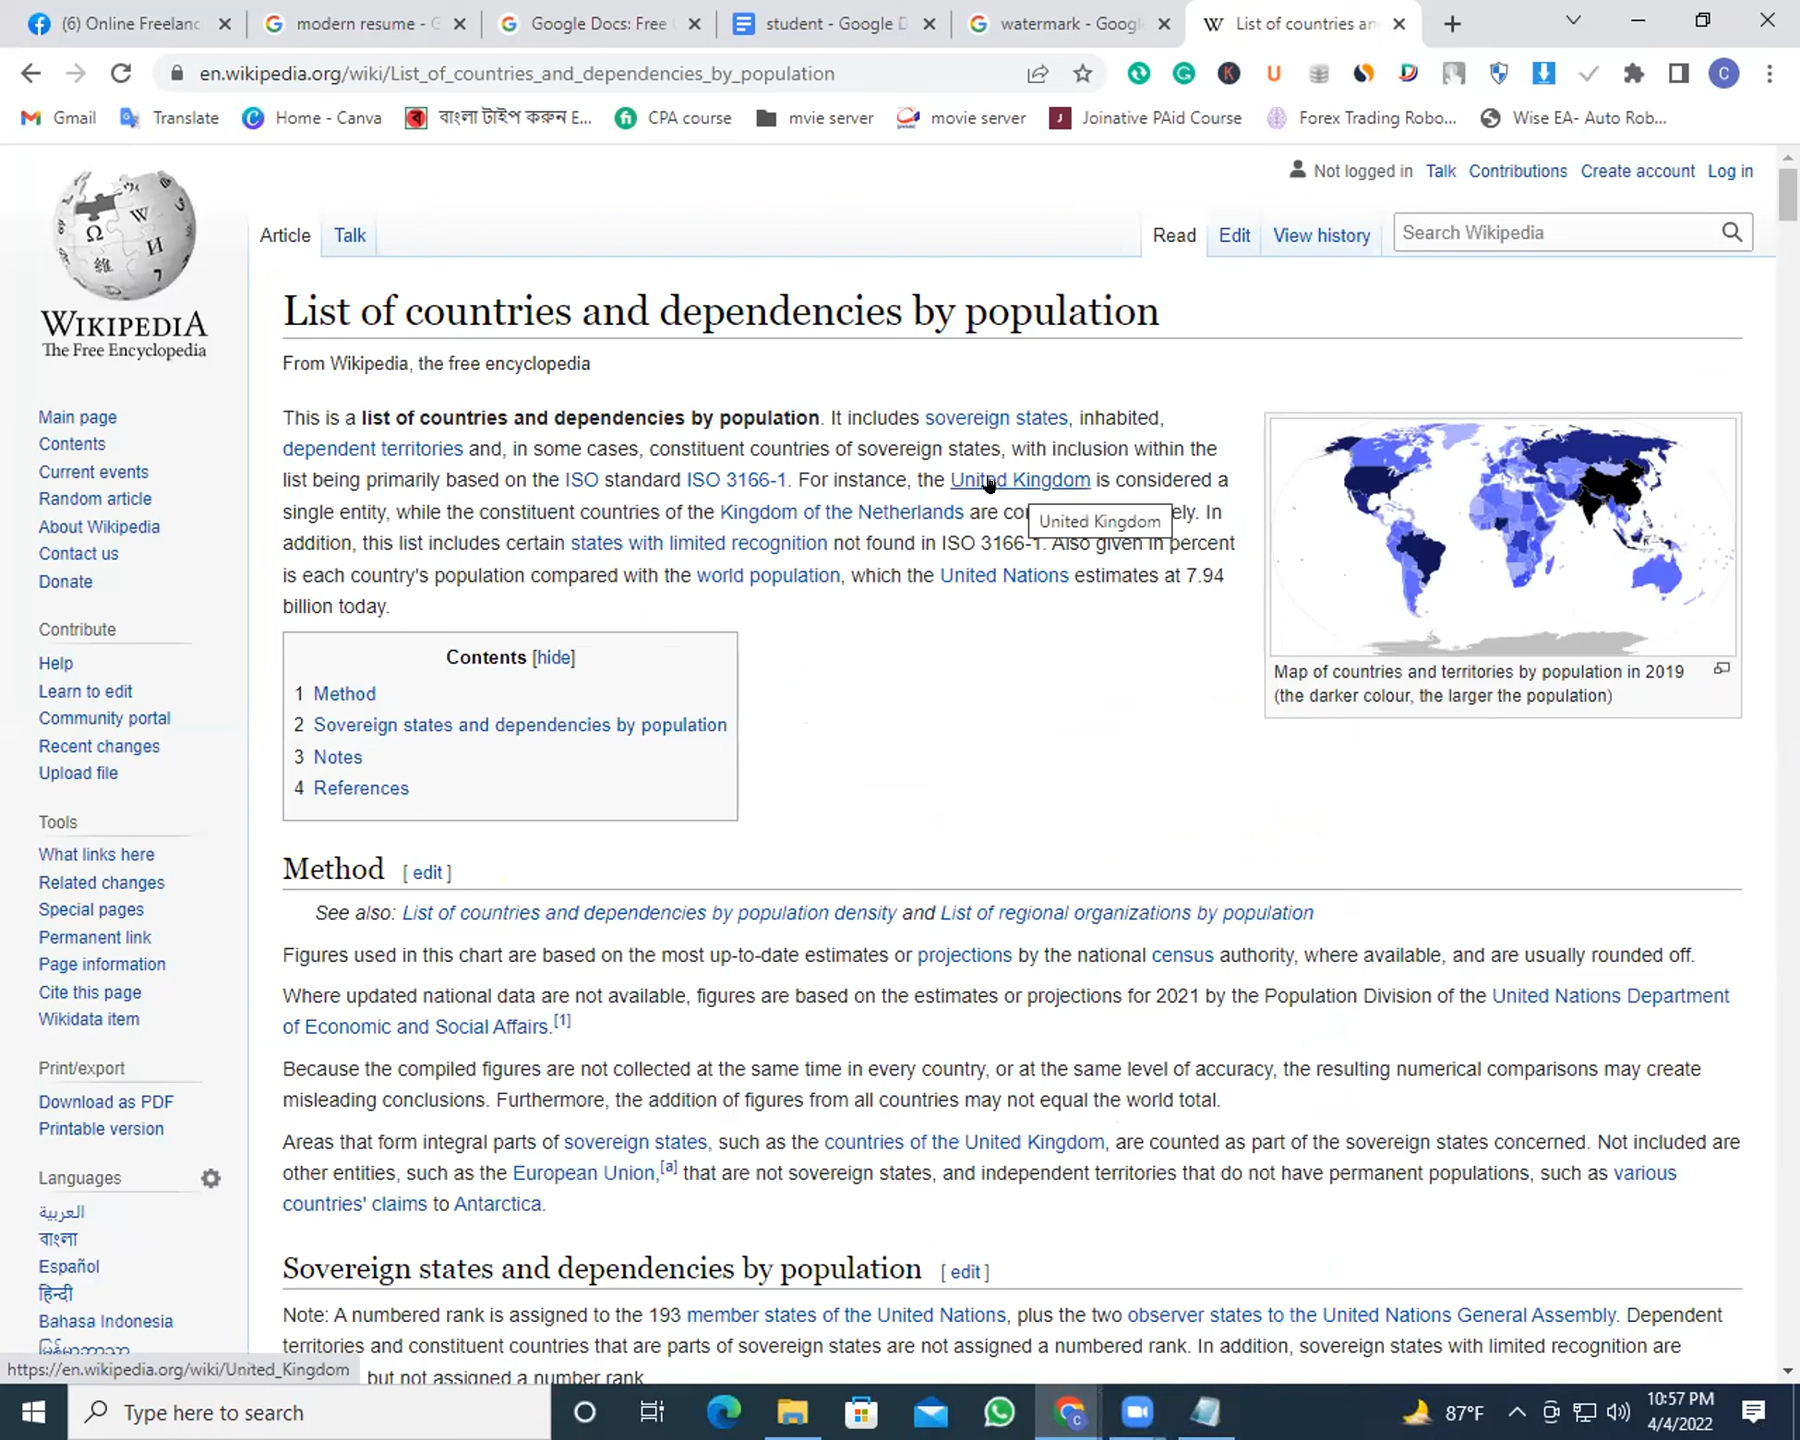 (6) Online Freelanc
modern resume - G
Google Docs: Free
student - Google D
watermark - Googl
List of countries an
en.wikipedia.org/wiki/List_of_countries_and_dependencies_by_population
Gmail
Translate
Home - Canva
বাংলা টাইপ করুন E...
CPA course
mvie server
movie server
Joinative PAid Course
Forex Trading Robo...
Wise EA- Auto Rob...
Not logged in Talk Contributions Create account Log in
Article Talk
Read Edit View history
Search Wikipedia
WIKIPEDIA
The Free Encyclopedia
Main page
Contents
Current events
Random article
About Wikipedia
Contact us
Donate
Contribute
Help
Learn to edit
Community portal
Recent changes
Upload file
Tools
What links here
Related changes
Special pages
Permanent link
Page information
Cite this page
Wikidata item
Print/export
Download as PDF
Printable version
Languages
العربية
বাংলা
Español
हिन्दी
Bahasa Indonesia
https://en.wikipedia.org/wiki/United_Kingdom
List of countries and dependencies by population
From Wikipedia, the free encyclopedia
This is a list of countries and dependencies by population. It includes sovereign states, inhabited,
dependent territories and, in some cases, constituent countries of sovereign states, with inclusion within the
list being primarily based on the ISO standard ISO 3166-1. For instance, the United Kingdom is considered a
single entity, while the constituent countries of the Kingdom of the Netherlands are co ely. In
United Kingdom
addition, this list includes certain states with limited recognition not found in ISO 3166-1. Also given in percent
is each country's population compared with the world population, which the United Nations estimates at 7.94
billion today.
Map of countries and territories by population in 2019
(the darker colour, the larger the population)
Contents [hide]
1 Method
2 Sovereign states and dependencies by population
3 Notes
4 References
Method [ edit ]
See also: List of countries and dependencies by population density and List of regional organizations by population
Figures used in this chart are based on the most up-to-date estimates or projections by the national census authority, where available, and are usually rounded off.
Where updated national data are not available, figures are based on the estimates or projections for 2021 by the Population Division of the United Nations Department
of Economic and Social Affairs.[1]
Because the compiled figures are not collected at the same time in every country, or at the same level of accuracy, the resulting numerical comparisons may create
misleading conclusions. Furthermore, the addition of figures from all countries may not equal the world total.
Areas that form integral parts of sovereign states, such as the countries of the United Kingdom, are counted as part of the sovereign states concerned. Not included are
other entities, such as the European Union,[a] that are not sovereign states, and independent territories that do not have permanent populations, such as various
countries' claims to Antarctica.
Sovereign states and dependencies by population [ edit ]
Note: A numbered rank is assigned to the 193 member states of the United Nations, plus the two observer states to the United Nations General Assembly. Dependent
territories and constituent countries that are parts of sovereign states are not assigned a numbered rank. In addition, sovereign states with limited recognition are
but not assigned a number rank
Type here to search
87°F
10:57 PM
4/4/2022